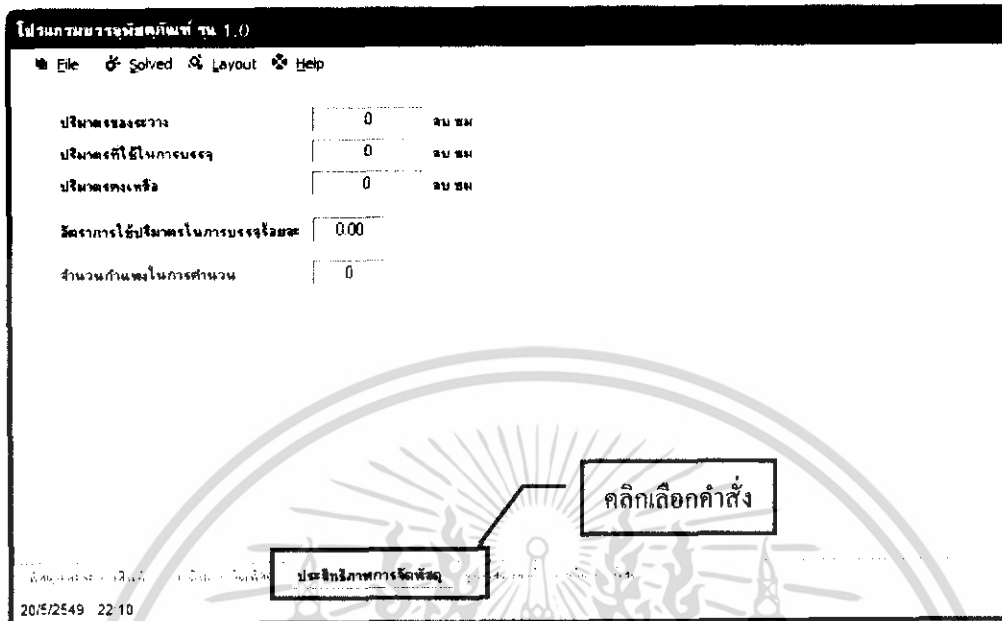 โปรแกรมบรรจุพัสดุภัณฑ์ รุ่น 1.0
File Solved Layout Help
ปริมาตรของระวาง 0 ลบ ซม
ปริมาตรที่ใช้ในการบรรจุ 0 ลบ ซม
ปริมาตรคงเหลือ 0 ลบ ซม
อัตราการใช้ปริมาตรในการบรรจุร้อยละ 0.00
จำนวนกำแพงในการคำนวน 0
คลิกเลือกคำสั่ง
ประสิทธิภาพการจัดพัสดุ
20/5/2549 22:10